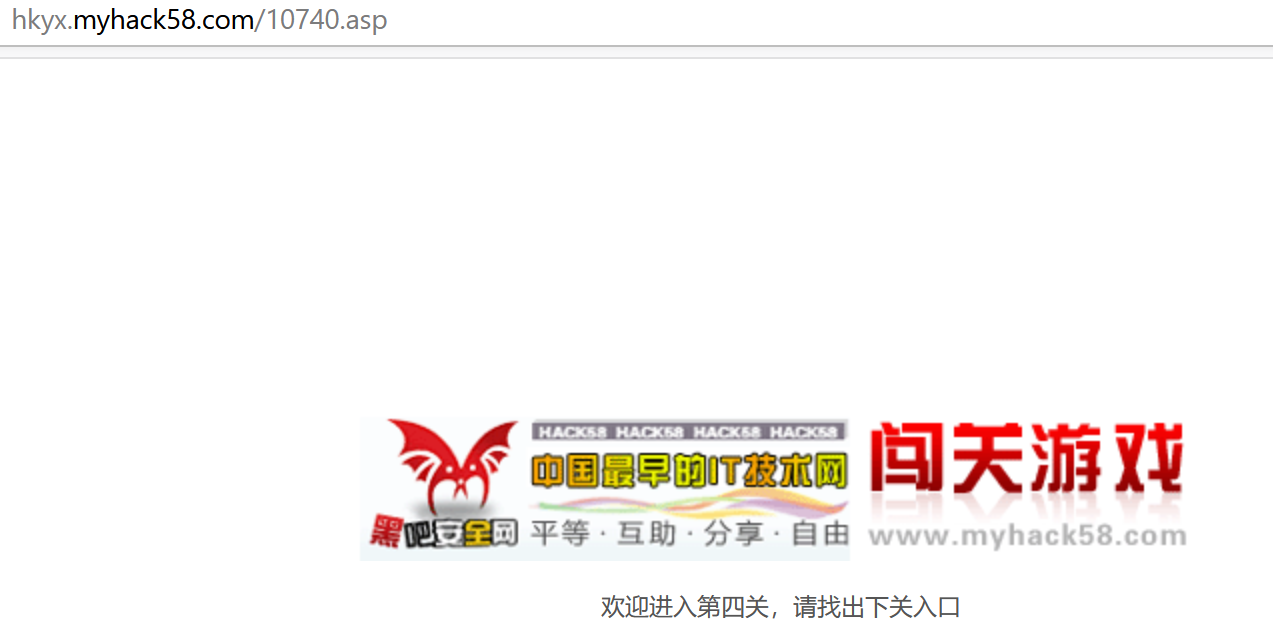 hkyx.myhack58.com/10740.asp
HACK58 HACK58 HACK58 HACK58
中国最早的IT技术网
黑吧安全网
平等·互助·分享·自由
闯关游戏
www.myhack58.com
欢迎进入第四关，请找出下关入口